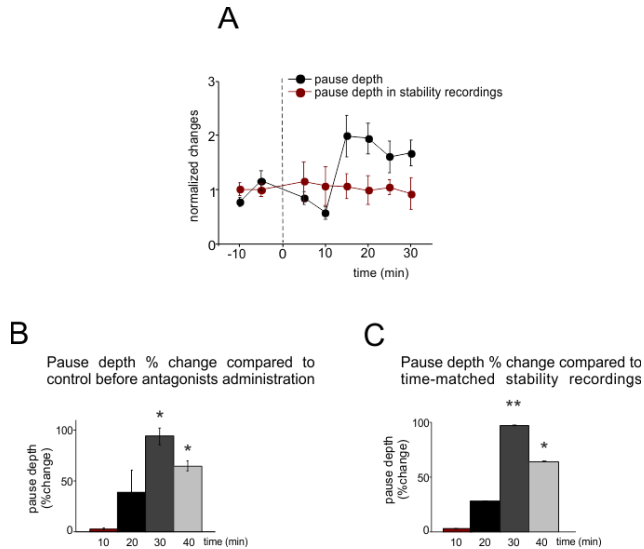 A
pause depth
pause depth in stability recordings
normalized changes
3
2
1
0
-10 0 10 20 30
time (min)
B
Pause depth % change compared to
control before antagonists administration
pause depth
(%change)
100
50
0
*
*
10 20 30 40 time (min)
C
Pause depth % change compared to
time-matched stability recordings
pause depth
(%change)
100
50
0
**
*
10 20 30 40 time (min)